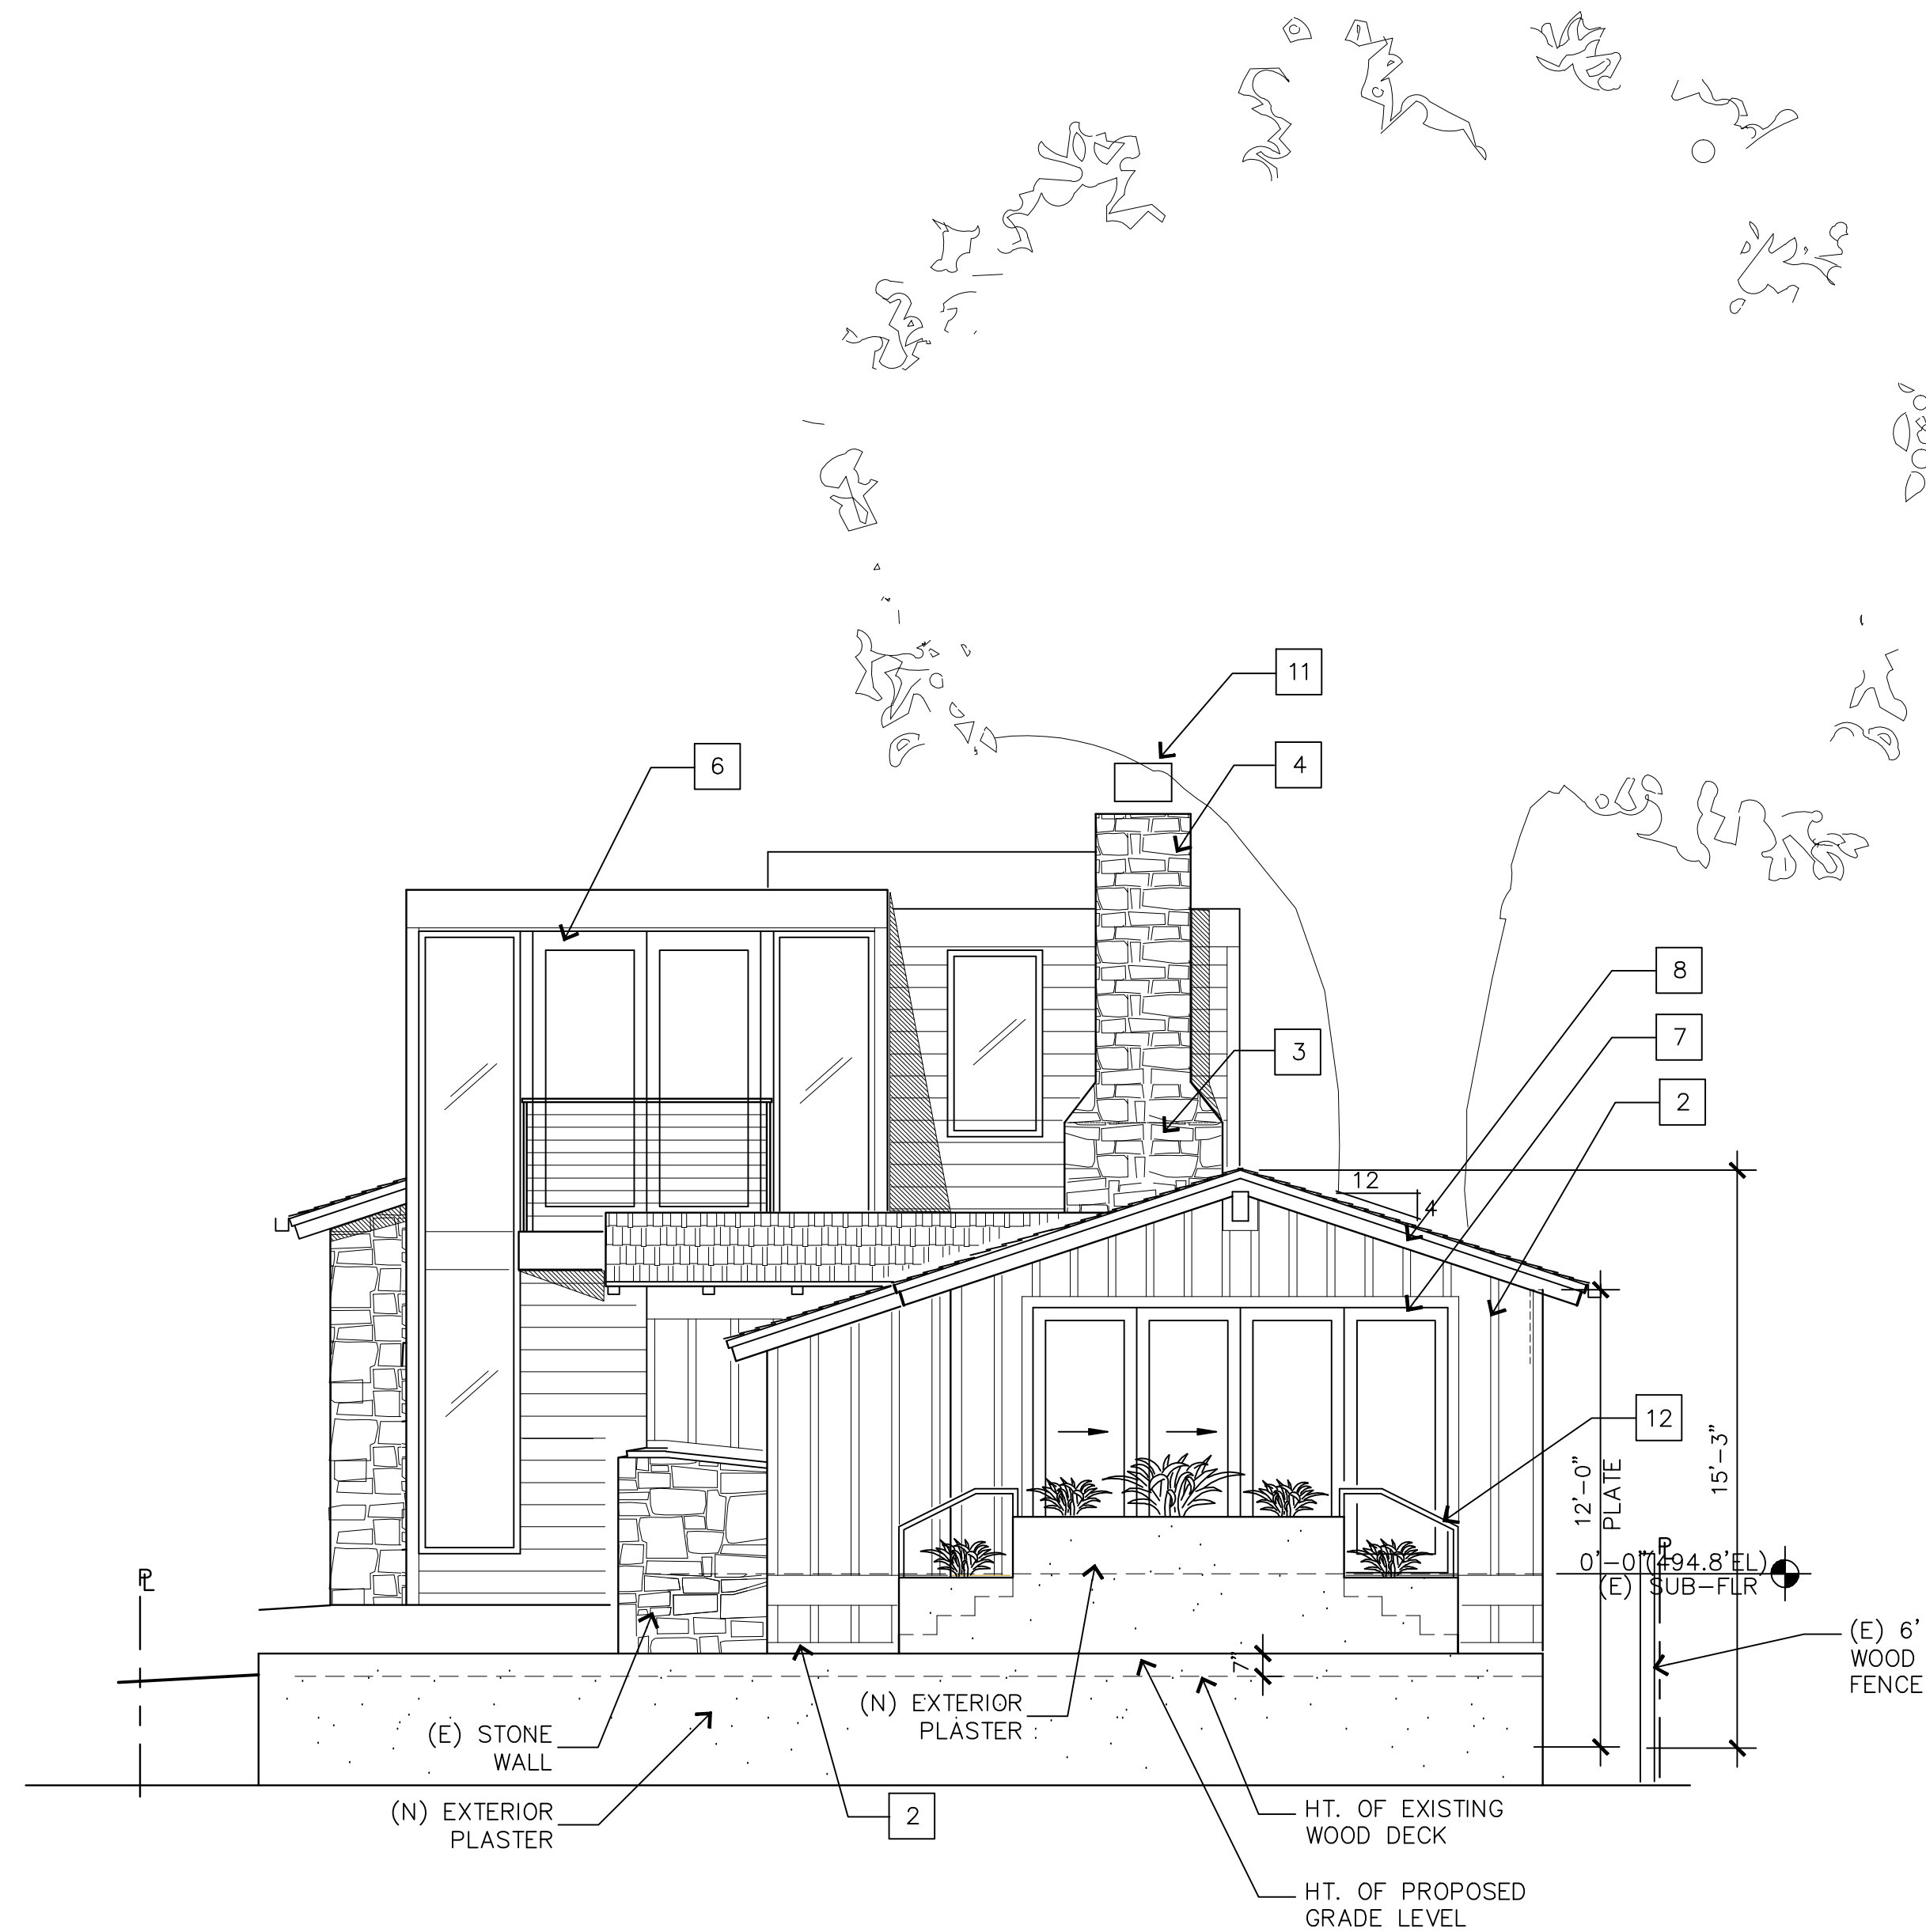 11
4
6
8
7
3
2
12
4
12
15'-3"
12'-0"
PLATE
PL
PL
0'-0"(494.8'EL)
(E) SUB-FLR
(E) 6'
WOOD
FENCE
7"
(N) EXTERIOR
PLASTER
(E) STONE
WALL
(N) EXTERIOR
PLASTER
2
HT. OF EXISTING
WOOD DECK
HT. OF PROPOSED
GRADE LEVEL